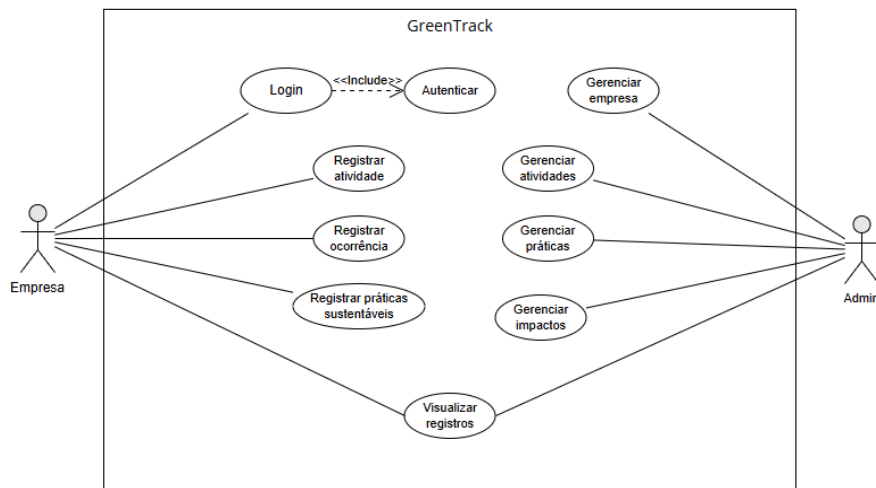 GreenTrack
Login
<<Include>>
Autenticar
Gerenciar
empresa
Registrar
atividade
Gerenciar
atividades
Registrar
ocorrência
Gerenciar
práticas
Empresa
Admin
Registrar práticas
sustentáveis
Gerenciar
impactos
Visualizar
registros